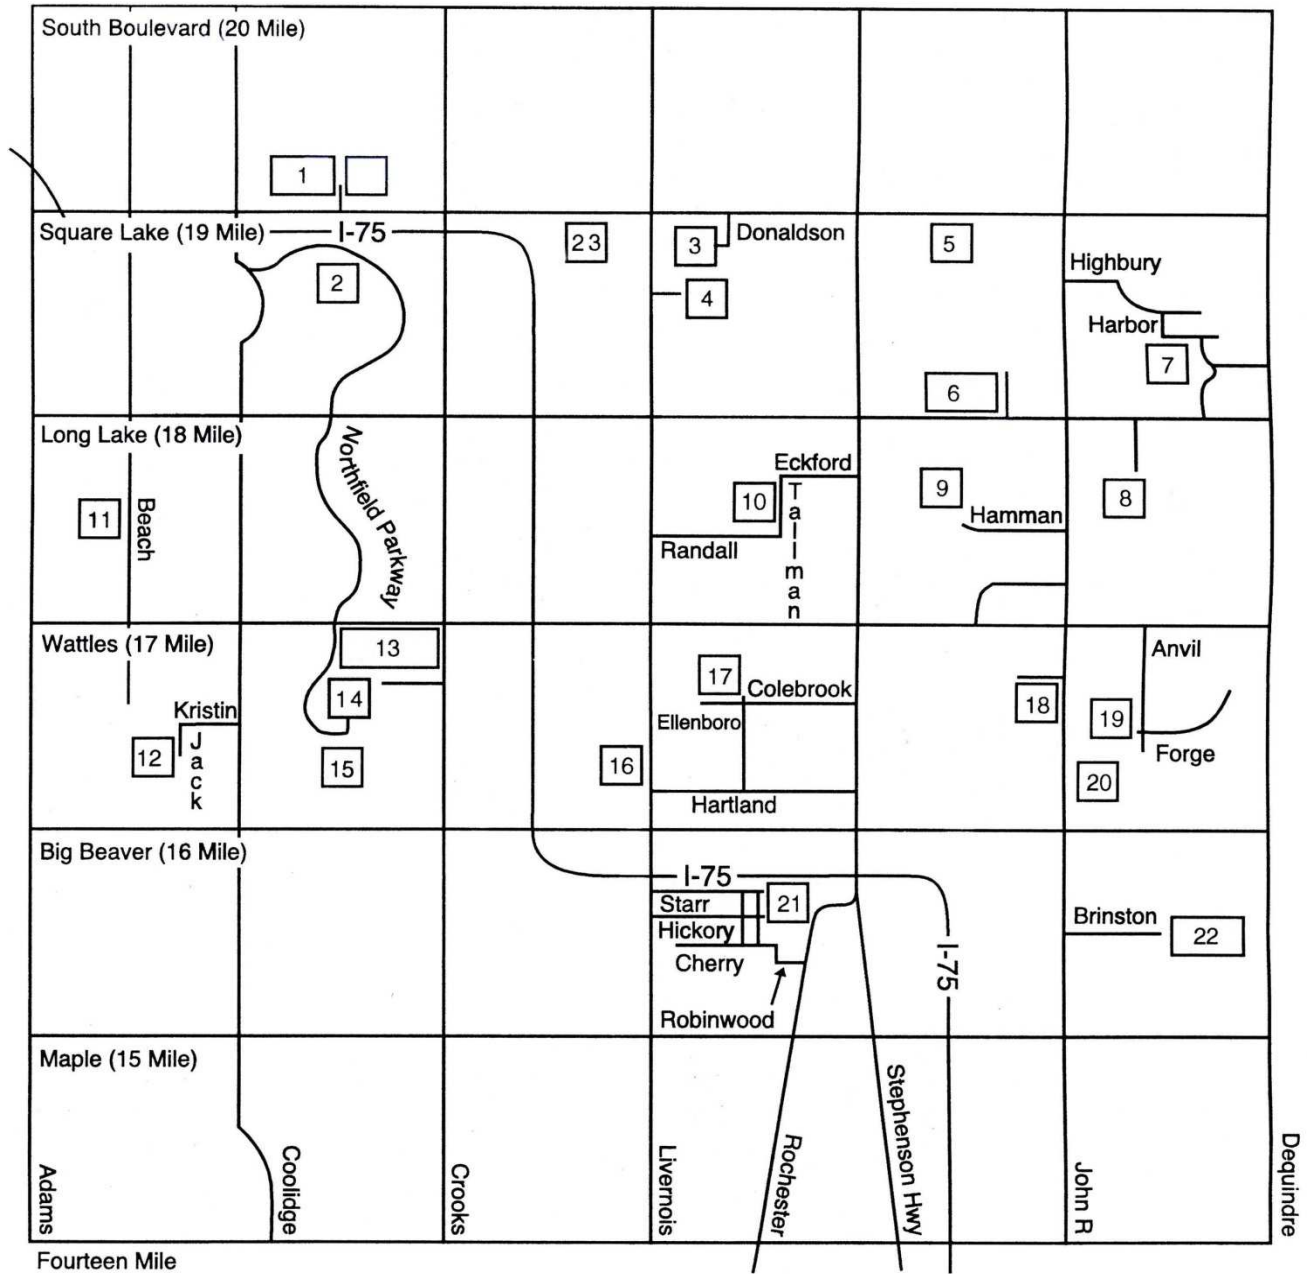 South Boulevard (20 Mile)
1
Square Lake (19 Mile)
I-75
23
3
Donaldson
5
2
4
Highbury
Harbor
7
6
Long Lake (18 Mile)
Northfield Parkway
Eckford
11
Beach
10
Tallman
9
8
Hamman
Randall
Wattles (17 Mile)
13
Anvil
17
Colebrook
14
Kristin
Ellenboro
18
19
12
Jack
15
16
Forge
20
Hartland
Big Beaver (16 Mile)
I-75
Starr
21
Hickory
Brinston
22
Cherry
I-75
Robinwood
Maple (15 Mile)
Stephenson Hwy
Adams
Coolidge
Crooks
Livernois
Rochester
John R
Dequindre
Fourteen Mile